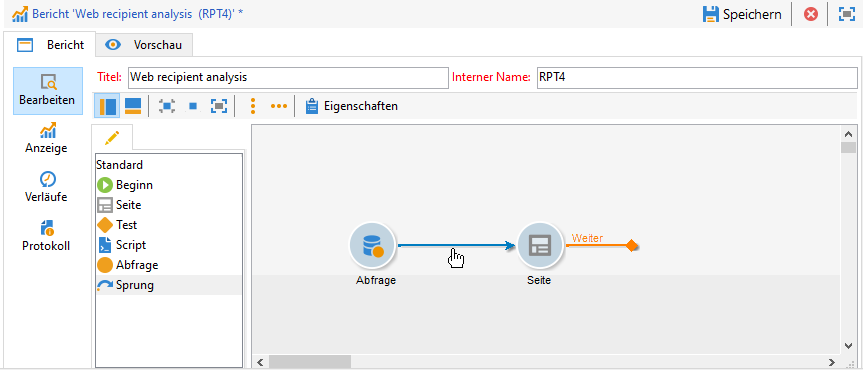 Bericht 'Web recipient analysis (RPT4)' *
Speichern
Bericht
Vorschau
Titel:
Web recipient analysis
Interner Name:
RPT4
Bearbeiten
Anzeige
Verläufe
Protokoll
Eigenschaften
Standard
Beginn
Seite
Test
Script
Abfrage
Sprung
Weiter
Abfrage
Seite